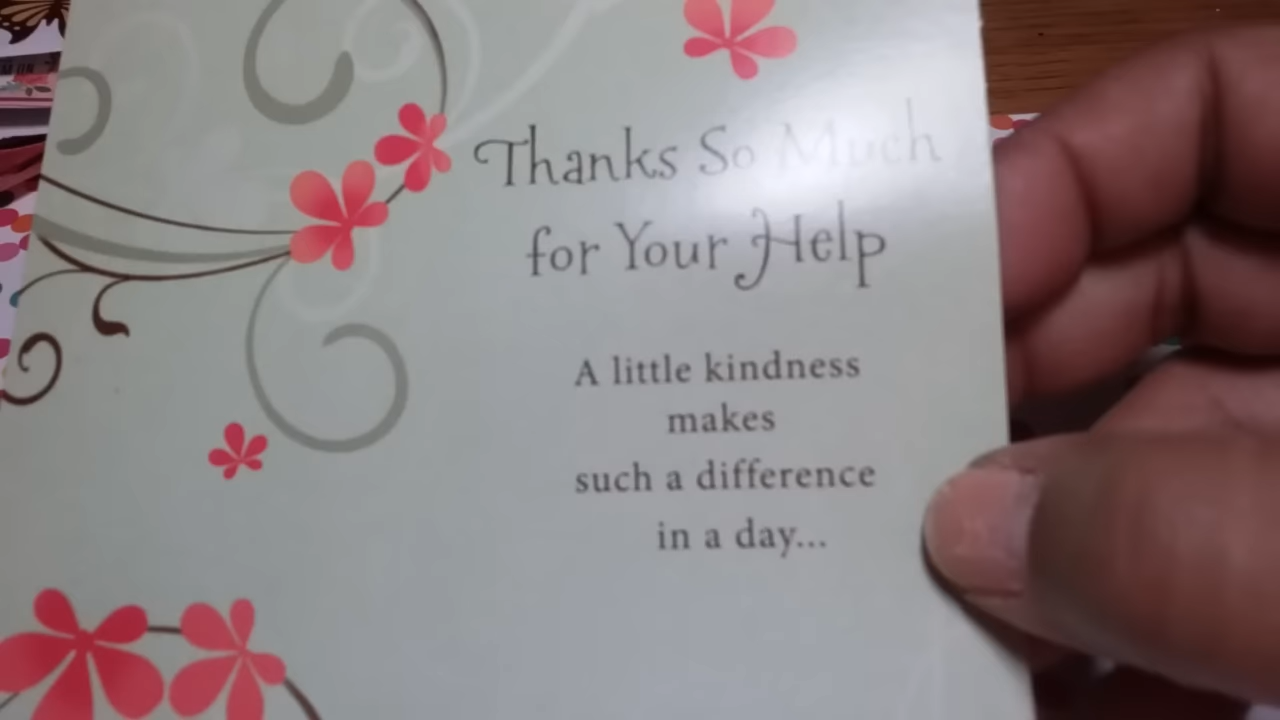 Thanks So Much
for Your Help
A little kindness
makes
such a difference
in a day...